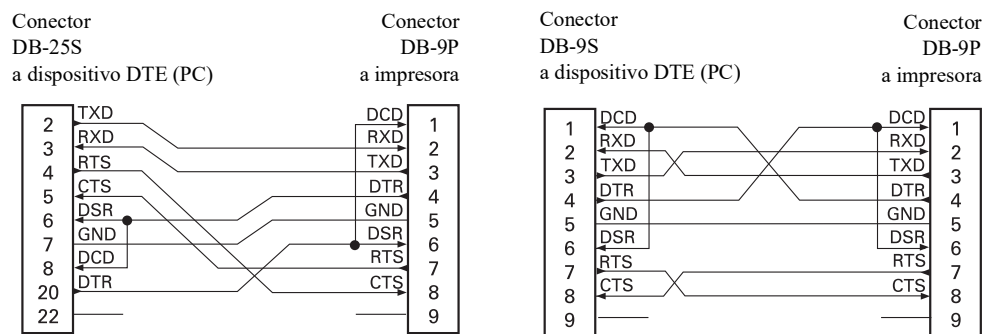 Conector
DB-25S
a dispositivo DTE (PC)
Conector
DB-9P
a impresora
2 TXD DCD 1
3 RXD RXD 2
4 RTS TXD 3
5 CTS DTR 4
6 DSR GND 5
7 GND DSR 6
8 DCD RTS 7
20 DTR CTS 8
22 9
Conector
DB-9S
a dispositivo DTE (PC)
Conector
DB-9P
a impresora
1 DCD DCD 1
2 RXD RXD 2
3 TXD TXD 3
4 DTR DTR 4
5 GND GND 5
6 DSR DSR 6
7 RTS RTS 7
8 CTS CTS 8
9 9